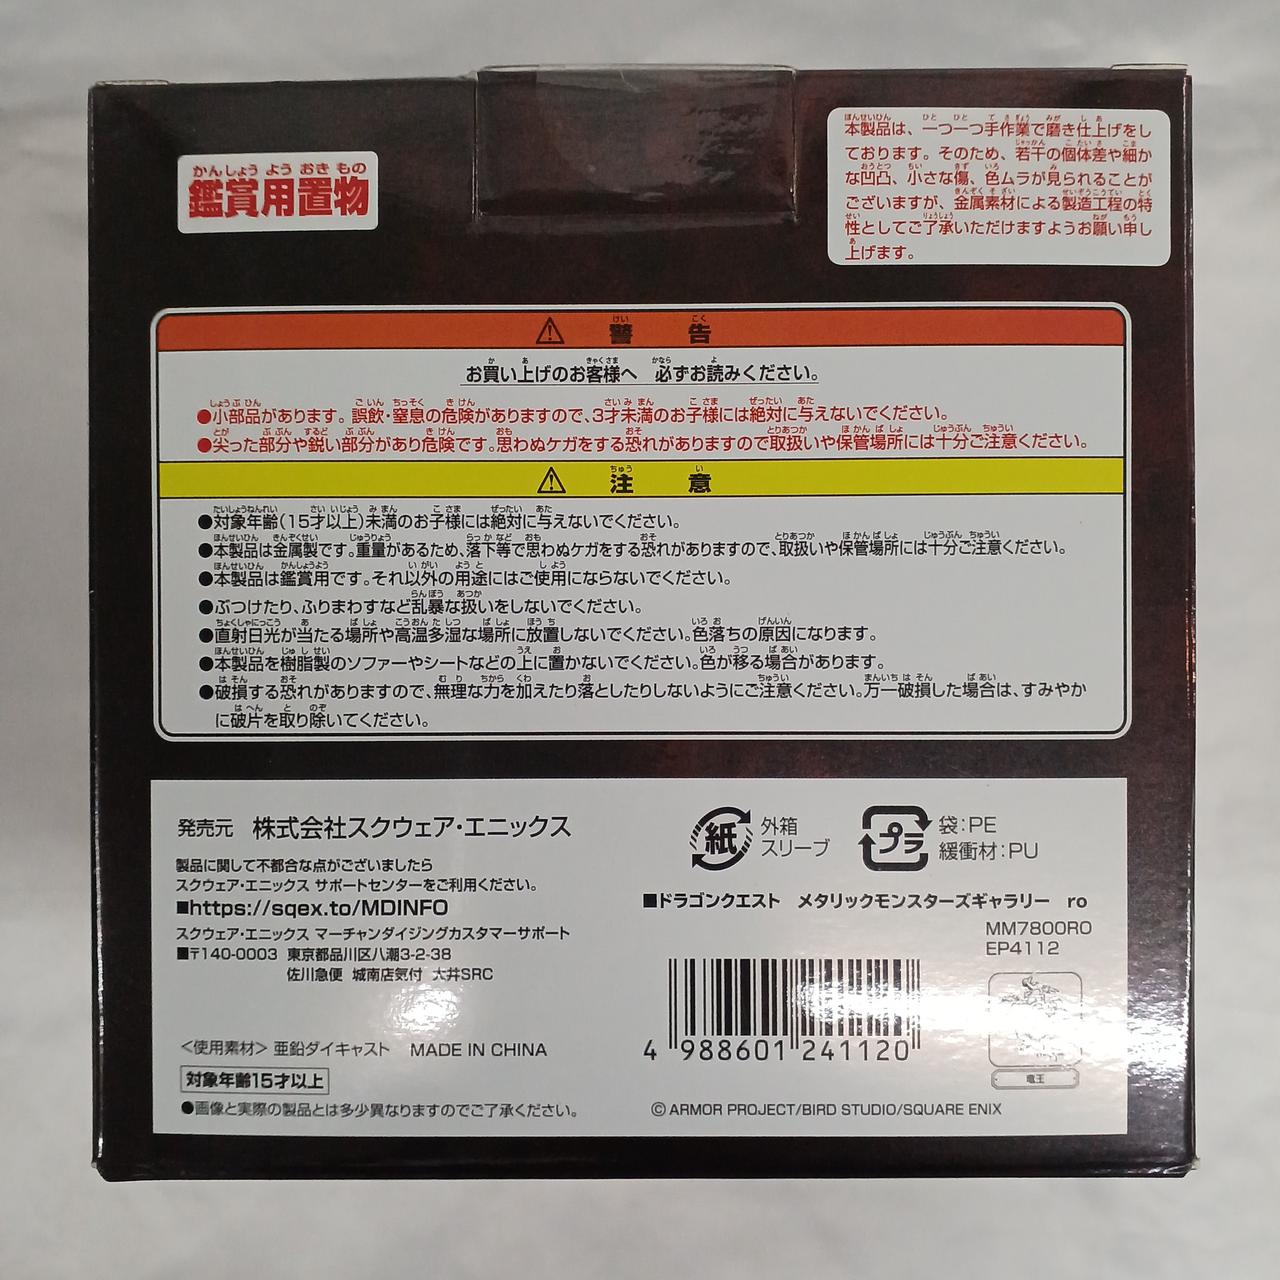 鑑賞用置物
本製品は、一つ一つ手作業で磨き仕上げをし
ております。そのため、若干の個体差や細か
な凹凸、小さな傷、色ムラが見られることが
ございますが、金属素材による製造工程の特
性としてご了承いただけますようお願い申し
上げます。
警告
お買い上げのお客様へ 必ずお読みください。
●小部品があります。誤飲・窒息の危険がありますので、3才未満のお子様には絶対に与えないでください。
●尖った部分や鋭い部分があり危険です。思わぬケガをする恐れがありますので取扱いや保管場所には十分ご注意ください。
注意
●対象年齢(15才以上)未満のお子様には絶対に与えないでください。
●本製品は金属製です。重量があるため、落下等で思わぬケガをする恐れがありますので、取扱いや保管場所には十分ご注意ください。
●本製品は鑑賞用です。それ以外の用途にはご使用にならないでください。
●ぶつけたり、ふりまわすなど乱暴な扱いをしないでください。
●直射日光が当たる場所や高温多湿な場所に放置しないでください。色落ちの原因になります。
●本製品を樹脂製のソファーやシートなどの上に置かないでください。色が移る場合があります。
●破損する恐れがありますので、無理な力を加えたり落としたりしないようにご注意ください。万一破損した場合は、すみやか
に破片を取り除いてください。
発売元 株式会社スクウェア・エニックス
製品に関して不都合な点がございましたら
スクウェア・エニックス サポートセンターをご利用ください。
■https://sqex.to/MDINFO
スクウェア・エニックス マーチャンダイジングカスタマーサポート
■〒140-0003 東京都品川区八潮3-2-38
佐川急便 城南店気付 大井SRC
<使用素材> 亜鉛ダイキャスト MADE IN CHINA
対象年齢15才以上
●画像と実際の製品とは多少異なりますのでご了承ください。
紙 外箱
スリーブ
プラ 袋:PE
緩衝材:PU
■ドラゴンクエスト メタリックモンスターズギャラリー ro
MM7800RO
EP4112
4 988601 241120
竜王
© ARMOR PROJECT/BIRD STUDIO/SQUARE ENIX